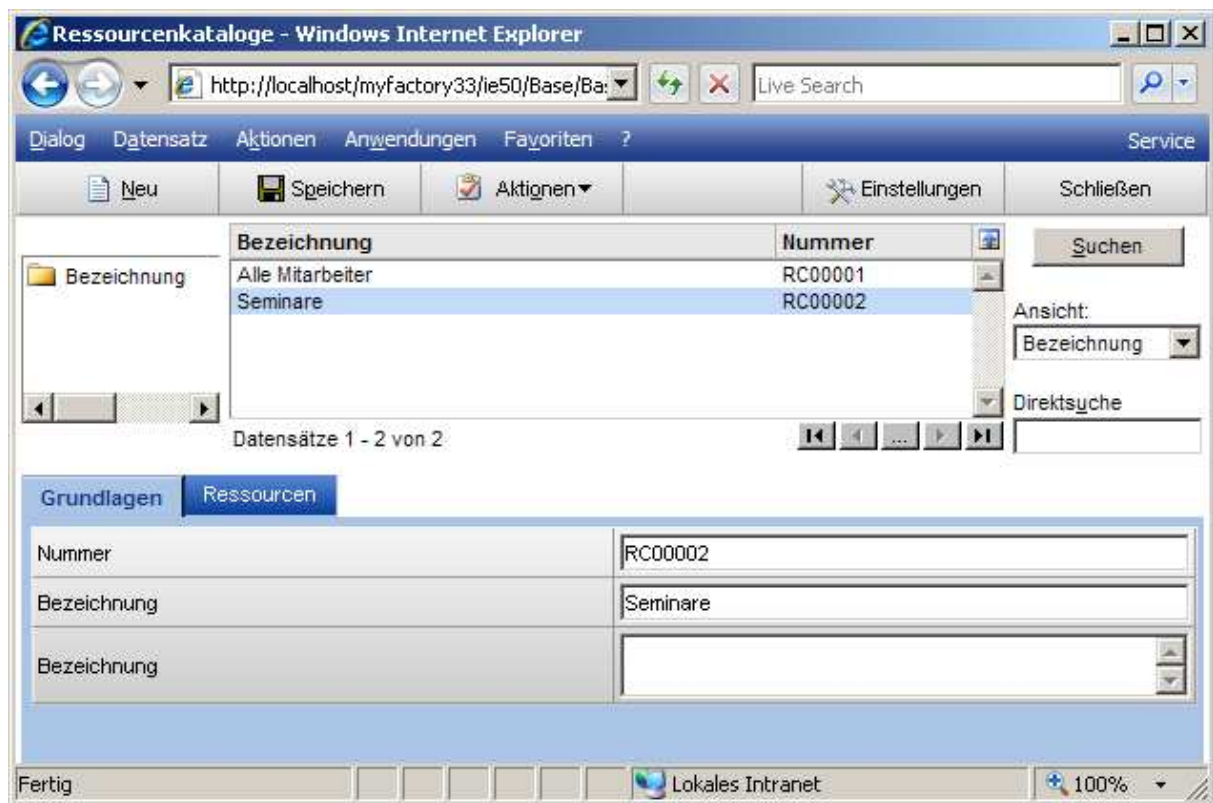 Ressourcenkataloge - Windows Internet Explorer
http://localhost/myfactory33/ie50/Base/Ba:
Live Search
Dialog Datensatz Aktionen Anwendungen Favoriten ? Service
Neu Speichern Aktionen Einstellungen Schließen
Bezeichnung Nummer Suchen
Bezeichnung Alle Mitarbeiter RC00001
Seminare RC00002
Ansicht:
Bezeichnung
Direktsuche
Datensätze 1 - 2 von 2 ...
Grundlagen Ressourcen
Nummer RC00002
Bezeichnung Seminare
Bezeichnung
Fertig Lokales Intranet 100%